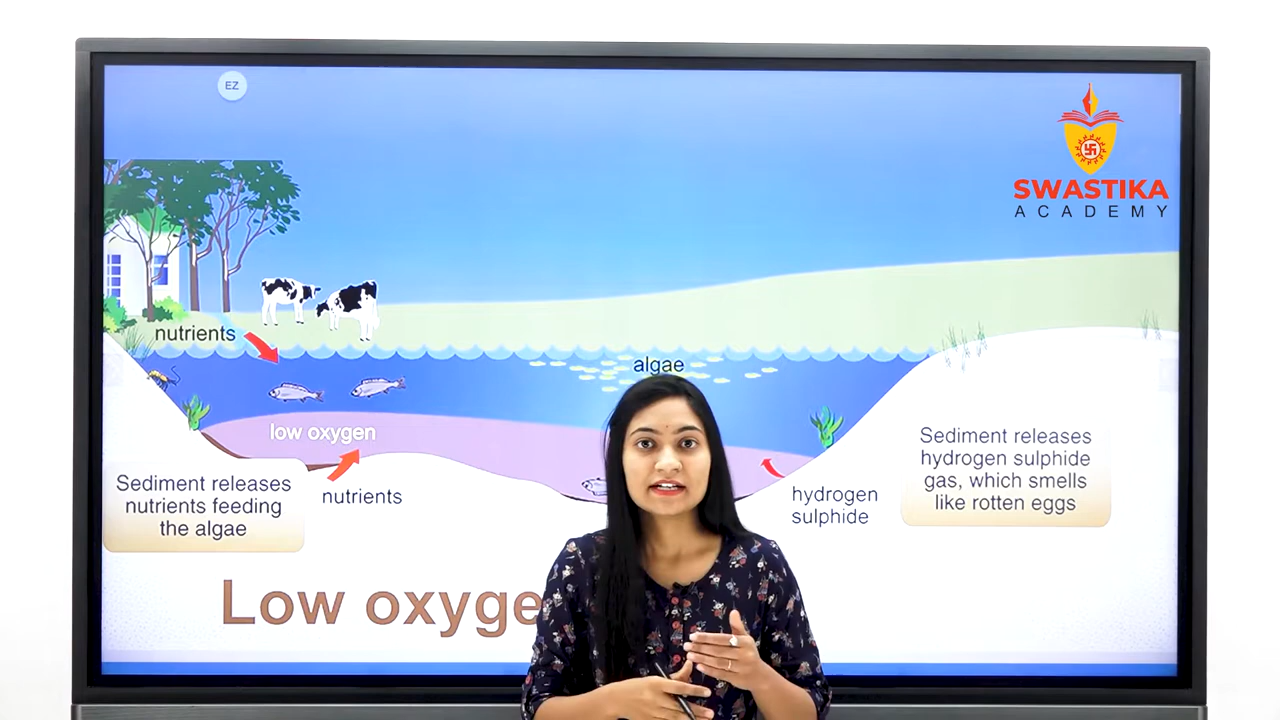 EZ
SWASTIKA
ACADEMY
nutrients
algae
low oxygen
Sediment releases
nutrients feeding
the algae
nutrients
hydrogen
sulphide
Sediment releases
hydrogen sulphide
gas, which smells
like rotten eggs
Low oxyge